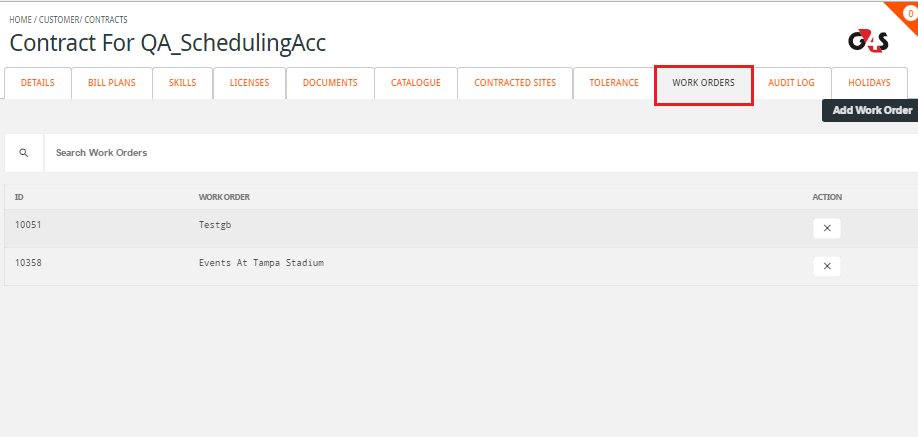 HOME / CUSTOMER/ CONTRACTS
0
Contract For QA_SchedulingAcc
G4S
DETAILS BILL PLANS SKILLS LICENSES DOCUMENTS CATALOGUE CONTRACTED SITES TOLERANCE WORK ORDERS AUDIT LOG HOLIDAYS
Add Work Order
Search Work Orders
ID WORK ORDER ACTION
10051 Testgb
10358 Events At Tampa Stadium